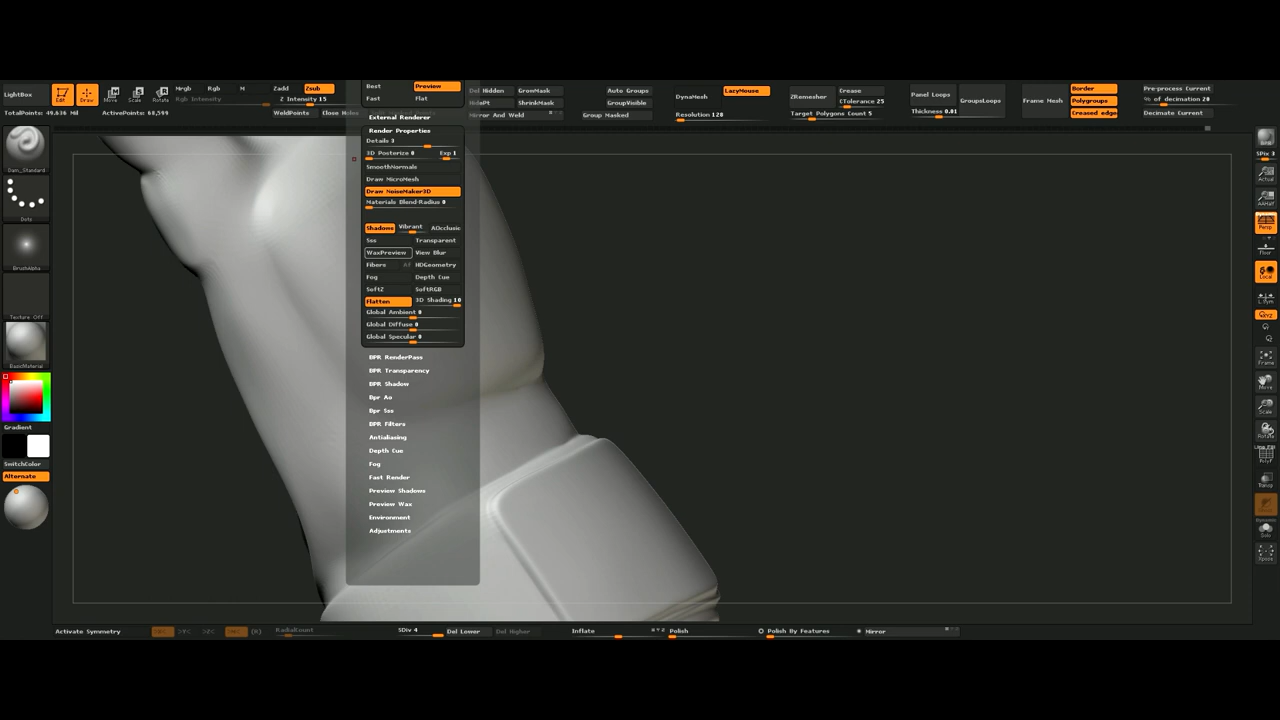 LightBox
TotalPoints: 49,636 Mil
Edit
Draw
Move
Scale
Rotate
Mrgb
Rgb
M
Rgb Intensity
ActivePoints: 68,599
Zadd
Zsub
Z Intensity 15
WeldPoints
Close Holes
Best
Preview
Fast
Flat
Del Hidden
GrowMask
HidePt
ShrinkMask
Mirror And Weld
Auto Groups
GroupVisible
Group Masked
DynaMesh
LazyMouse
Resolution 128
ZRemesher
Crease
CTolerance 25
Target Polygons Count 5
Panel Loops
GroupsLoops
Thickness 0.01
Frame Mesh
Border
Polygroups
Creased edges
Pre-process Current
% of decimation 20
Decimate Current
Dam_Standard
Dots
BrushAlpha
Texture Off
BasicMaterial
Gradient
SwitchColor
Alternate
External Renderer
Render Properties
Details 3
3D Posterize 0
Exp 1
SmoothNormals
Draw MicroMesh
Draw NoiseMaker3D
Materials Blend-Radius 0
Shadows
Vibrant
AOcclusion
Sss
Transparent
WaxPreview
View Blur
Fibers
AF
HDGeometry
Fog
Depth Cue
SoftZ
SoftRGB
Flatten
3D Shading 10
Global Ambient 0
Global Diffuse 0
Global Specular 0
BPR RenderPass
BPR Transparency
BPR Shadow
Bpr Ao
Bpr Sss
BPR Filters
Antialiasing
Depth Cue
Fog
Fast Render
Preview Shadows
Preview Wax
Environment
Adjustments
BPR
SPix 3
Actual
AAHalf
Persp
Floor
Local
L.Sym
Frame
Move
Scale
Rotate
Line Fill
PolyF
Transp
Dynamic
Solo
Xpose
Activate Symmetry
(R)
RadialCount
SDiv 4
Del Lower
Del Higher
Inflate
Polish
Polish By Features
Mirror